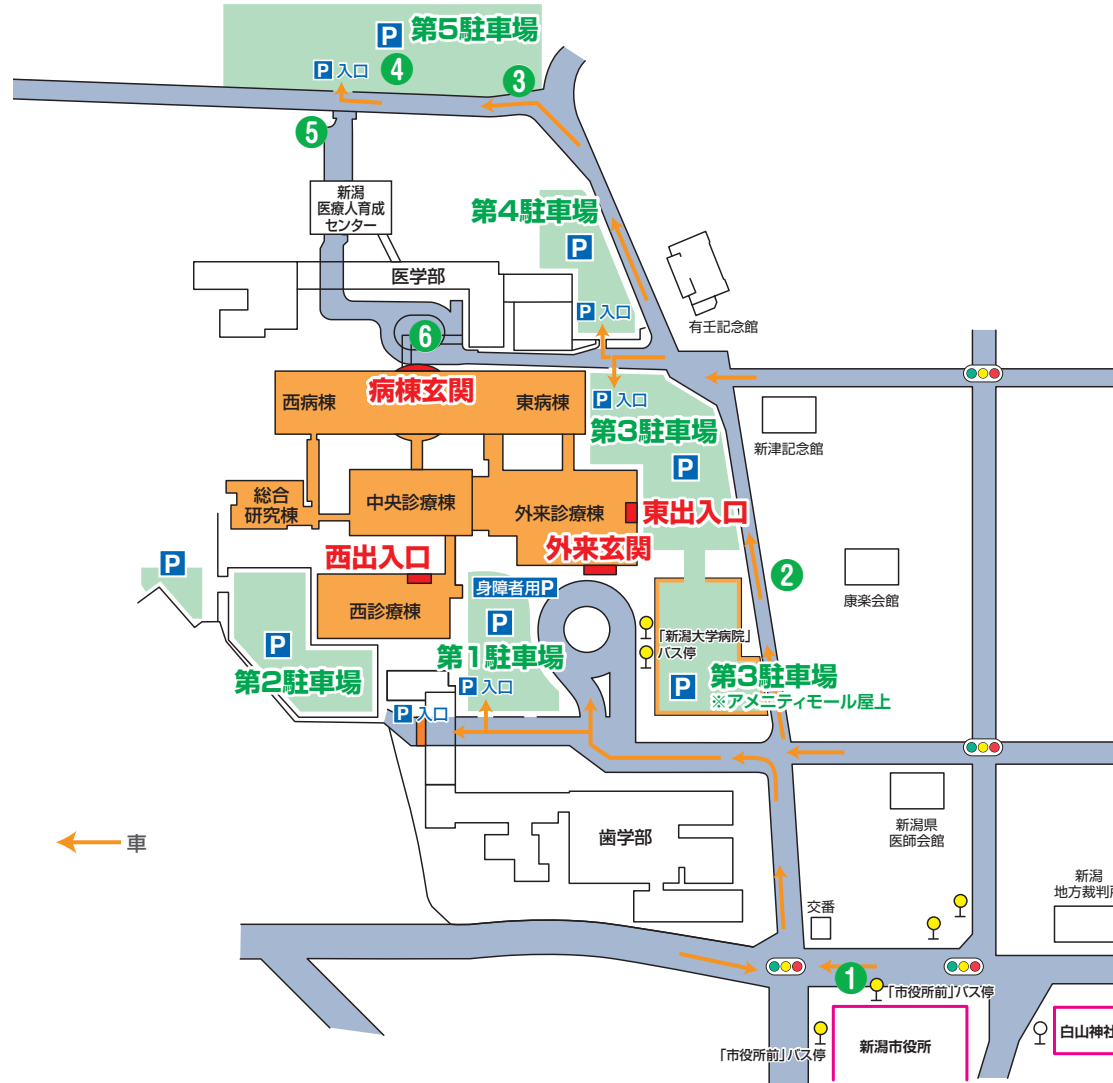 P 第5駐車場
P 入口
4
3
5
新潟
医療人育成
センター
第4駐車場
P
医学部
P 入口
有壬記念館
6
病棟玄関
西病棟
東病棟
P 入口
第3駐車場
新津記念館
P
総合
研究棟
中央診療棟
外来診療棟
東出入口
西出入口
外来玄関
2
P
身障者用P
康楽会館
西診療棟
P
「新潟大学病院」
バス停
P
第1駐車場
第2駐車場
第3駐車場
※アメニティモール屋上
P
P 入口
P 入口
新潟県
医師会館
車
歯学部
新潟
地方裁判所
交番
1
「市役所前」バス停
「市役所前」バス停
新潟市役所
白山神社